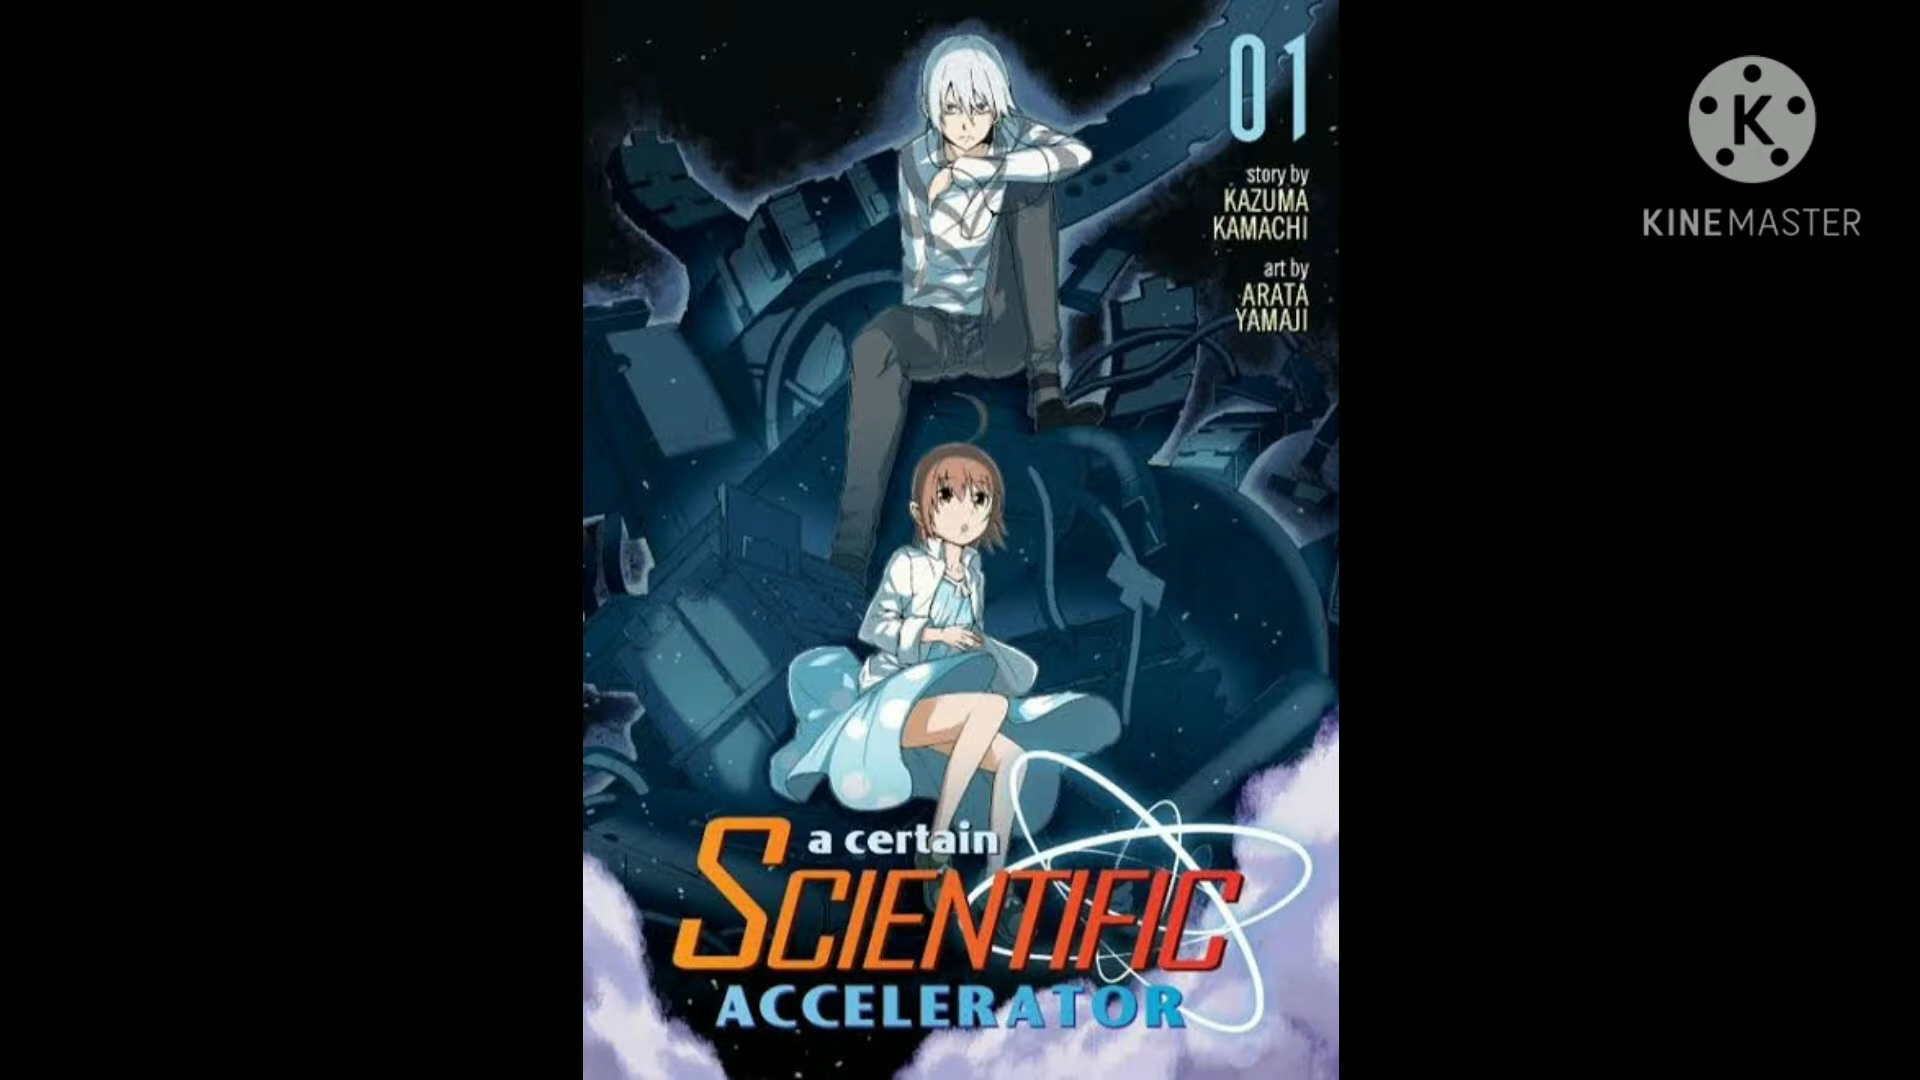 01
story by
KAZUMA
KAMACHI
art by
ARATA
YAMAJI
a certain
SCIENTIFIC
ACCELERATOR
K
KINEMASTER